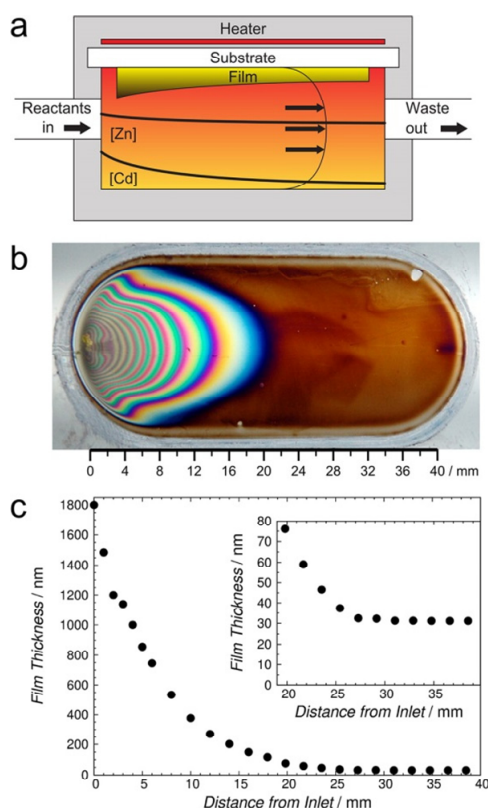 a
Heater
Substrate
Film
Reactants
in
Waste
out
[Zn]
[Cd]
b
0 4 8 12 16 20 24 28 32 36 40 / mm
c
1800
1600
1400
1200
1000
800
600
400
200
0
Film Thickness / nm
0 5 10 15 20 25 30 35 40
Distance from Inlet / mm
80
70
60
50
40
30
20
10
0
Film Thickness / nm
20 25 30 35
Distance from Inlet / mm